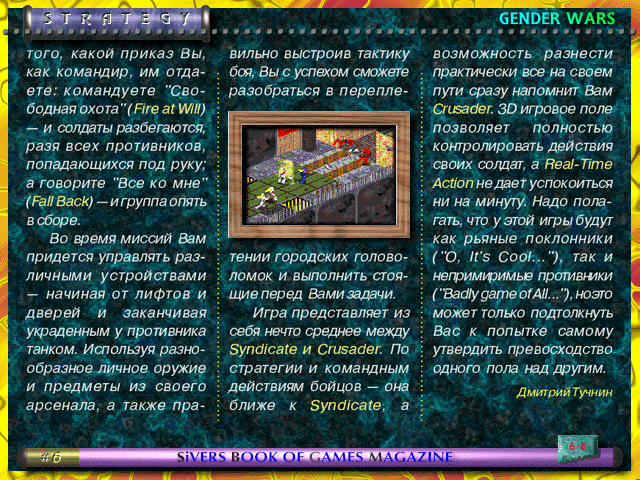 STRATEGY
GENDER WARS
того, какой приказ Вы,
как командир, им отда-
ете: командуете "Сво-
бодная охота" (Fire at Will)
— и солдаты разбегаются,
разя всех противников,
попадающихся под руку;
а говорите "Все ко мне"
(Fall Back) — и группа опять
в сборе.
Во время миссий Вам
придется управлять раз-
личными устройствами
— начиная от лифтов и
дверей и заканчивая
украденным у противника
танком. Используя разно-
образное личное оружие
и предметы из своего
арсенала, а также пра-
вильно выстроив тактику
боя, Вы с успехом сможете
разобраться в перепле-
тении городских голово-
ломок и выполнить стоя-
щие перед Вами задачи.
Игра представляет из
себя нечто среднее между
Syndicate и Crusader. По
стратегии и командным
действиям бойцов — она
ближе к Syndicate, а
возможность разнести
практически все на своем
пути сразу напомнит Вам
Crusader. 3D игровое поле
позволяет полностью
контролировать действия
своих солдат, а Real-Time
Action не дает успокоиться
ни на минуту. Надо пола-
гать, что у этой игры будут
как рьяные поклонники
("O, It's Cool..."), так и
непримиримые противники
("Badly game of All..."), но это
может только подтолкнуть
Вас к попытке самому
утвердить превосходство
одного пола над другим.
Дмитрий Тучнин
#6
SiVERS BOOK OF GAMES MAGAZINE
6-6